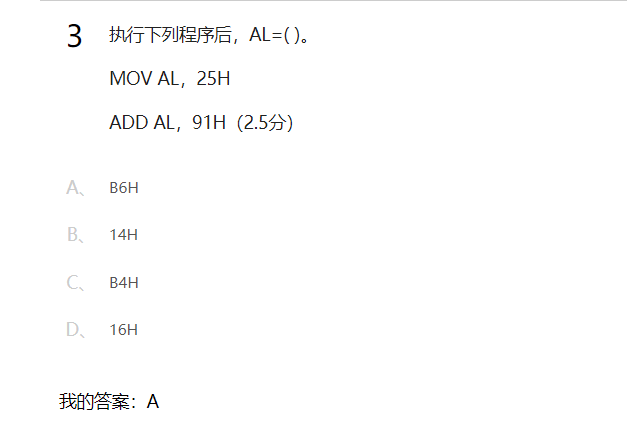 3 执行下列程序后，AL=( )。
MOV AL，25H
ADD AL，91H（2.5分）
A、 B6H
B、 14H
C、 B4H
D、 16H
我的答案：A